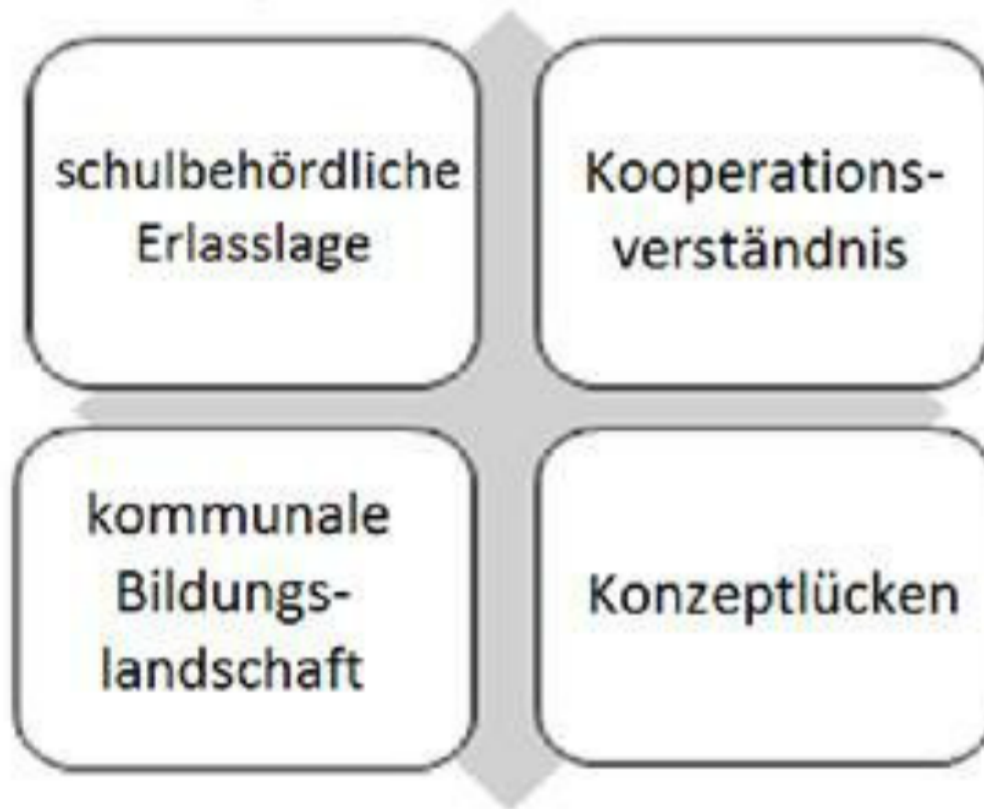 schulbehördliche
Erlasslage
Kooperations-
verständnis
kommunale
Bildungs-
landschaft
Konzeptlücken